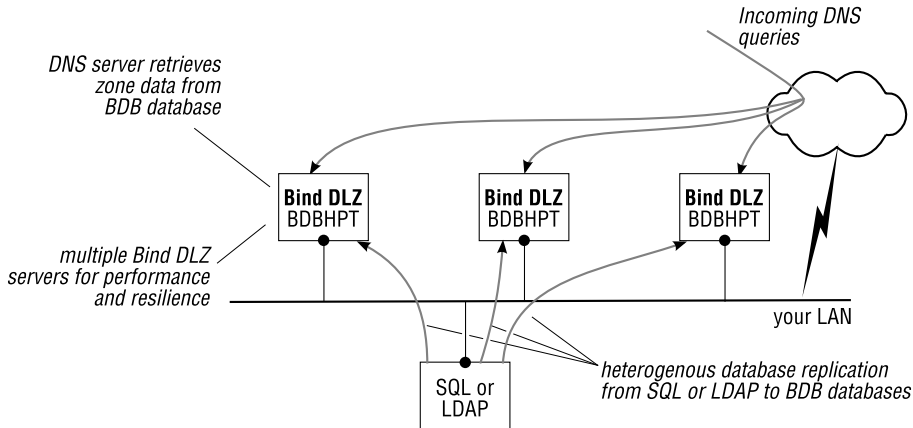 Incoming DNS
queries
DNS server retrieves
zone data from
BDB database
Bind DLZ
BDBHPT
Bind DLZ
BDBHPT
Bind DLZ
BDBHPT
multiple Bind DLZ
servers for performance
and resilience
your LAN
SQL or
LDAP
heterogenous database replication
from SQL or LDAP to BDB databases